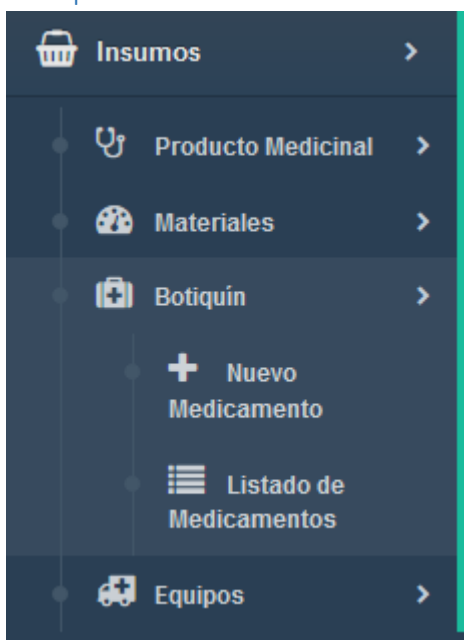 Insumos
Producto Medicinal
Materiales
Botiquín
Nuevo
Medicamento
Listado de
Medicamentos
Equipos